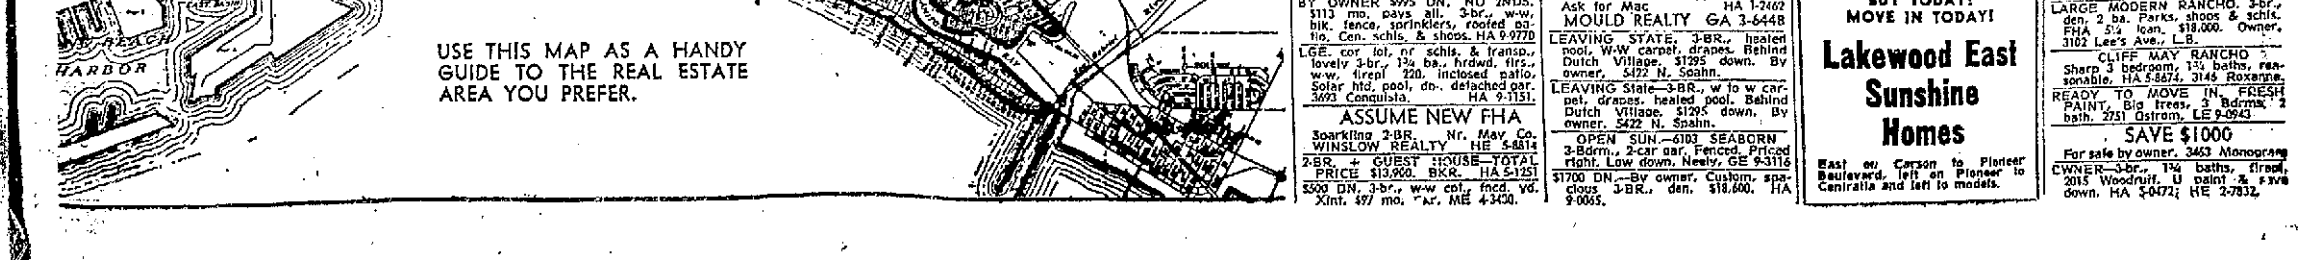 BEACH
HARBOR
USE THIS MAP AS A HANDY
GUIDE TO THE REAL ESTATE
AREA YOU PREFER.
BY OWNER $995 DN. NO 2NDS.
$113 mo. pays all. 3-br., w-w,
blk. fence, sprinklers, roofed pa-
tio. Cen. schls. & shops. HA 9-9770
LGE. cor lot, nr schls. & transp.,
lovely 3-br., 1¾ ba., hrdwd. flrs.,
w-w, firepl 220, inclosed patio.
Solar htd. pool, db. detached gar.
3693 Conquista. HA 9-1151.
ASSUME NEW FHA
Sparkling 2-BR. Nr. May Co.
WINSLOW REALTY HE 5-8814
2-BR. + GUEST HOUSE—TOTAL
PRICE $13,900. BKR. HA 5-1251
$500 DN. 3-br., w-w cpt., fncd. yd.
Xlnt. $97 mo. ME 4-3430.
Ask for Mac HA 1-2462
MOULD REALTY GA 3-6448
LEAVING STATE. 3-BR., heated
pool. W-W carpet, drapes. Behind
Dutch Village. $1295 down. By
owner. 5422 N. Spahn.
LEAVING State—3-BR., w to w car-
pet, drapes, heated pool. Behind
Dutch Village. $1295 down. By
owner. 5422 N. Spahn.
OPEN SUN.—6103 SEABORN
3-Bdrm., 2-car gar. Fenced. Priced
right. Low down. Neely, GE 9-3116
$1700 DN.—By owner. Custom, spa-
cious 3-BR., den. $18,600. HA
9-0065.
BUY TODAY!
MOVE IN TODAY!
Lakewood East
Sunshine
Homes
East on Carson to Pioneer
Boulevard, left on Pioneer to
Centralia and left to models.
LARGE MODERN RANCHO. 3-br.,
den, 2 ba. Parks, shops & schls.
FHA 5¼ loan. $18,000. Owner.
3102 Lee's Ave., L.B.
CLIFF MAY RANCHO
Sharp 3 bedroom, 1¾ baths, rea-
sonable. HA 5-8674. 3146 Roxanne.
READY TO MOVE IN. FRESH
PAINT, Big trees, 3 Bdrms, 2
bath. 2751 Ostrom, LE 9-0943
SAVE $1000
For sale by owner. 3453 Monogram
OWNER—3-br., 1¾ baths, firepl.
2015 Woodruff. U paint & save
down. HA 5-0472; HE 2-7832.